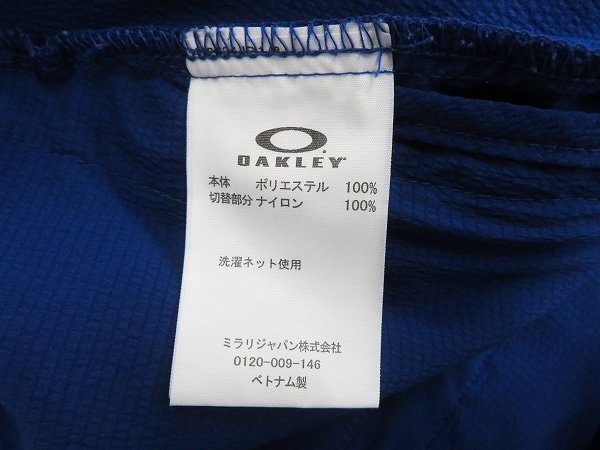 OAKLEY
本体 ポリエステル 100%
切替部分 ナイロン 100%
洗濯ネット使用
ミラリジャパン株式会社
0120-009-146
ベトナム製